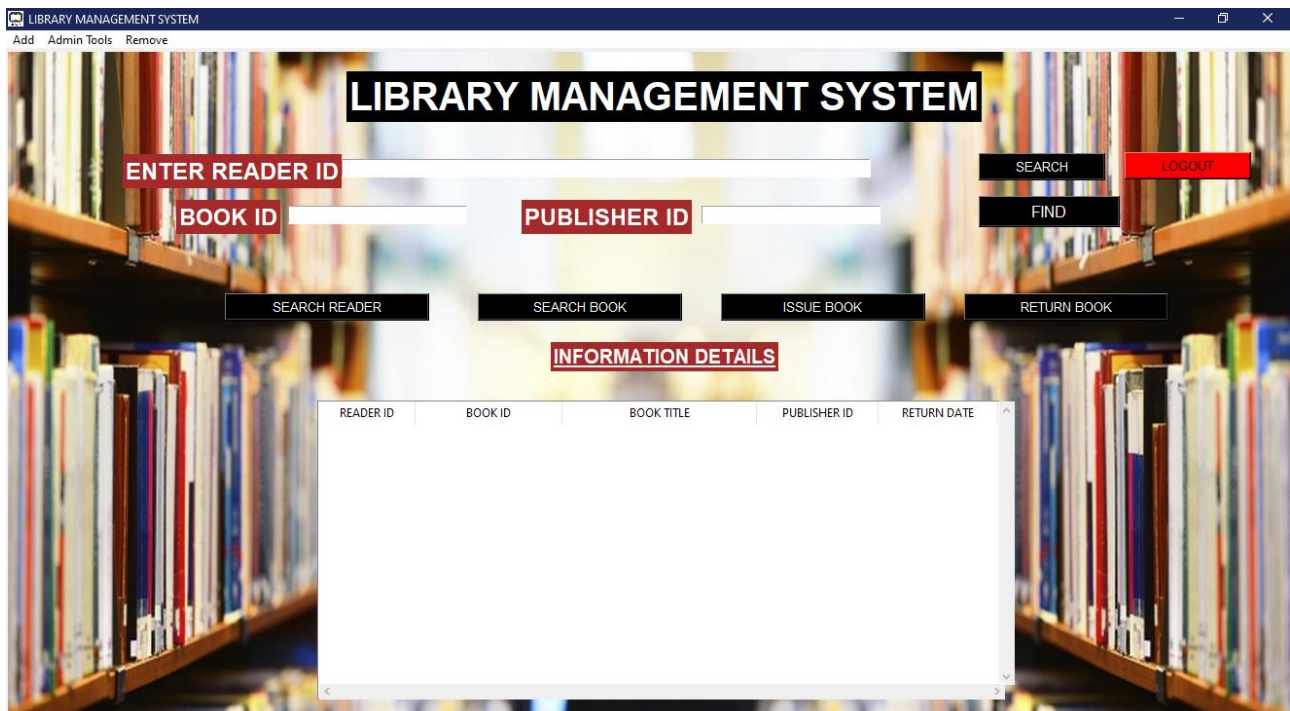 LIBRARY MANAGEMENT SYSTEM
Add Admin Tools Remove
LIBRARY MANAGEMENT SYSTEM
ENTER READER ID SEARCH LOGOUT
BOOK ID PUBLISHER ID FIND
SEARCH READER SEARCH BOOK ISSUE BOOK RETURN BOOK
INFORMATION DETAILS
READER ID BOOK ID BOOK TITLE PUBLISHER ID RETURN DATE